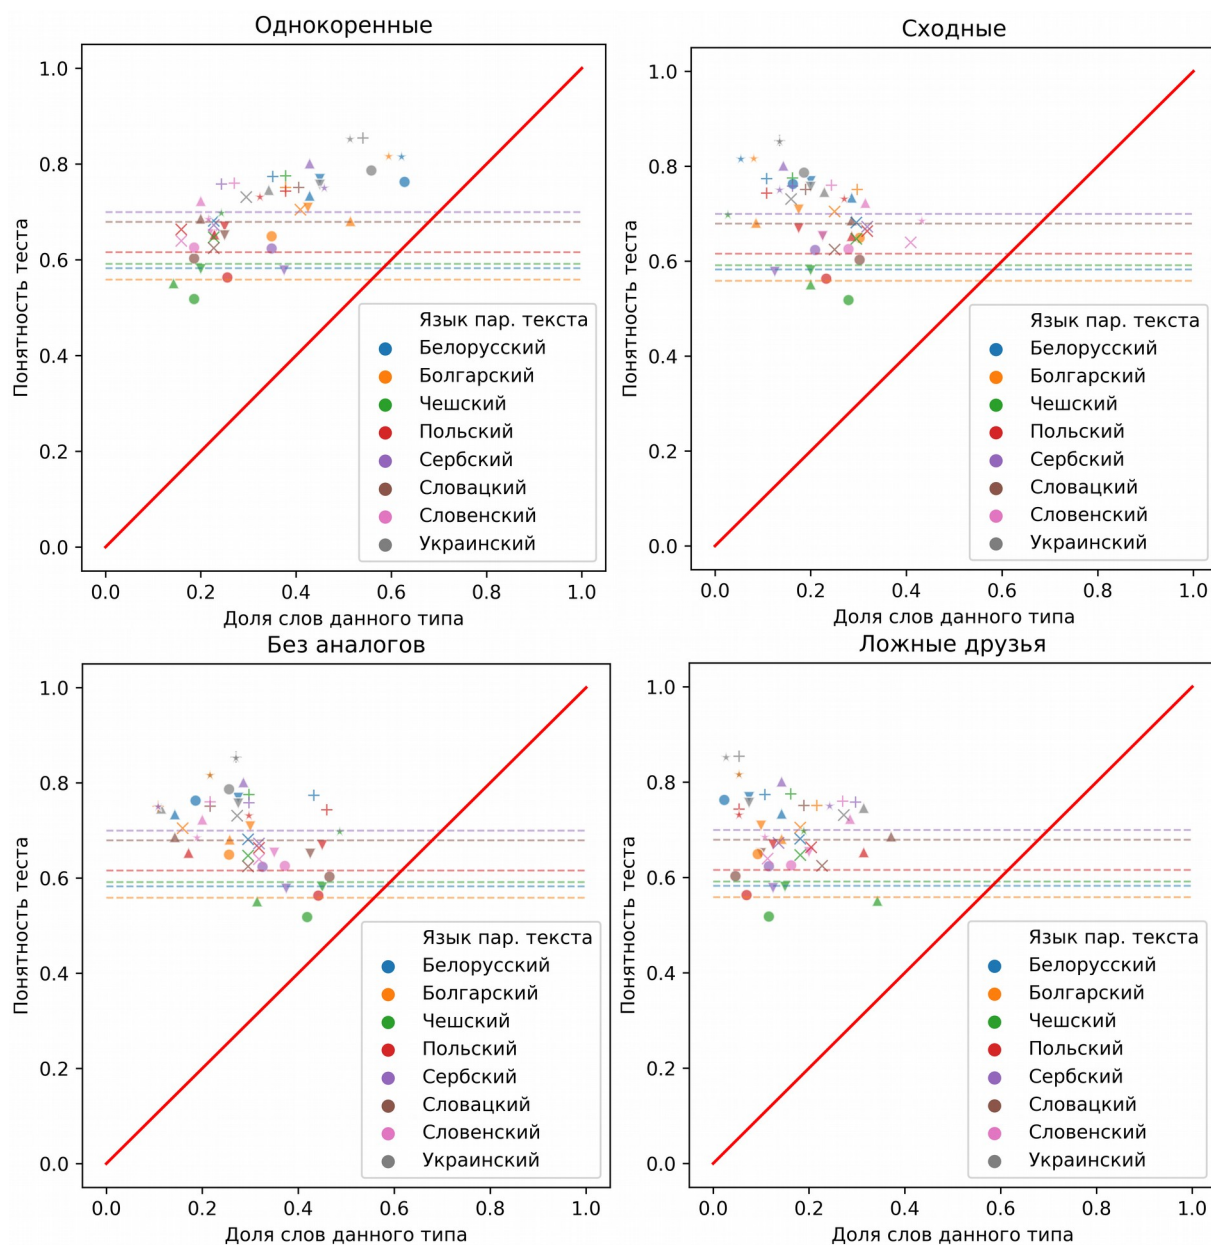 Однокоренные
Понятность теста
1.0
0.8
0.6
0.4
0.2
0.0
Язык пар. текста
Белорусский
Болгарский
Чешский
Польский
Сербский
Словацкий
Словенский
Украинский
0.0 0.2 0.4 0.6 0.8 1.0
Доля слов данного типа
Сходные
Понятность теста
1.0
0.8
0.6
0.4
0.2
0.0
Язык пар. текста
Белорусский
Болгарский
Чешский
Польский
Сербский
Словацкий
Словенский
Украинский
0.0 0.2 0.4 0.6 0.8 1.0
Доля слов данного типа
Без аналогов
Понятность теста
1.0
0.8
0.6
0.4
0.2
0.0
Язык пар. текста
Белорусский
Болгарский
Чешский
Польский
Сербский
Словацкий
Словенский
Украинский
0.0 0.2 0.4 0.6 0.8 1.0
Доля слов данного типа
Ложные друзья
Понятность теста
1.0
0.8
0.6
0.4
0.2
0.0
Язык пар. текста
Белорусский
Болгарский
Чешский
Польский
Сербский
Словацкий
Словенский
Украинский
0.0 0.2 0.4 0.6 0.8 1.0
Доля слов данного типа